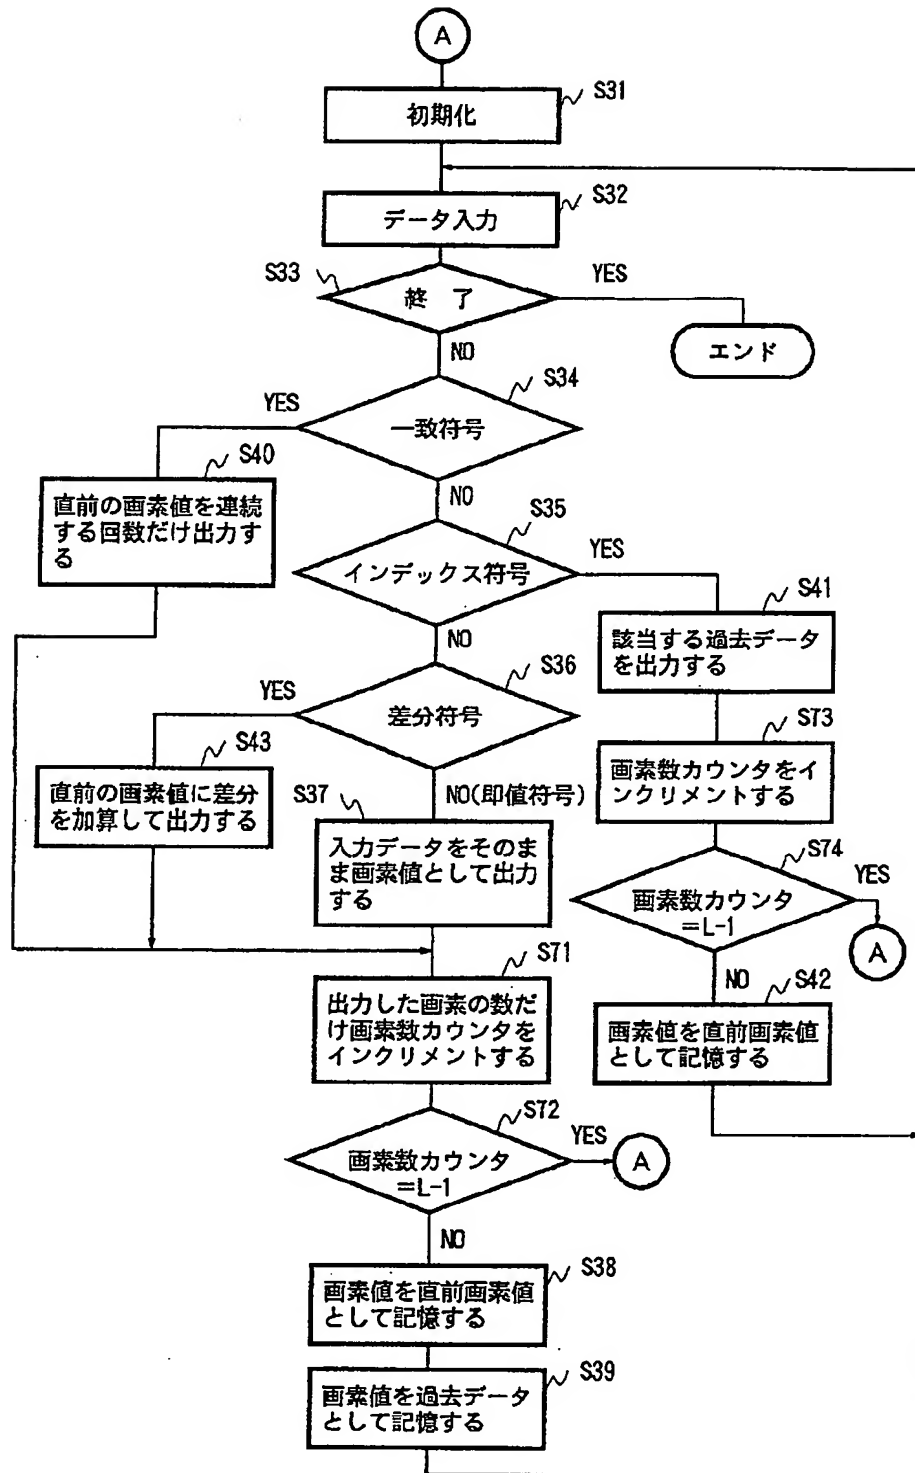 A
S31
初期化
S32
データ入力
S33
終 了
YES
エンド
NO
S34
YES
一致符号
S40
直前の画素値を連続
する回数だけ出力す
る
NO
S35
YES
インデックス符号
S41
該当する過去データ
を出力する
NO
S36
YES
差分符号
S73
画素数カウンタをイ
ンクリメントする
S43
直前の画素値に差分
を加算して出力する
NO(即値符号)
S37
入力データをそのま
ま画素値として出力
する
S74
YES
画素数カウンタ
=L-1
A
NO
S42
画素値を直前画素値
として記憶する
S71
出力した画素の数だ
け画素数カウンタを
インクリメントする
S72
YES
画素数カウンタ
=L-1
A
NO
S38
画素値を直前画素値
として記憶する
S39
画素値を過去データ
として記憶する